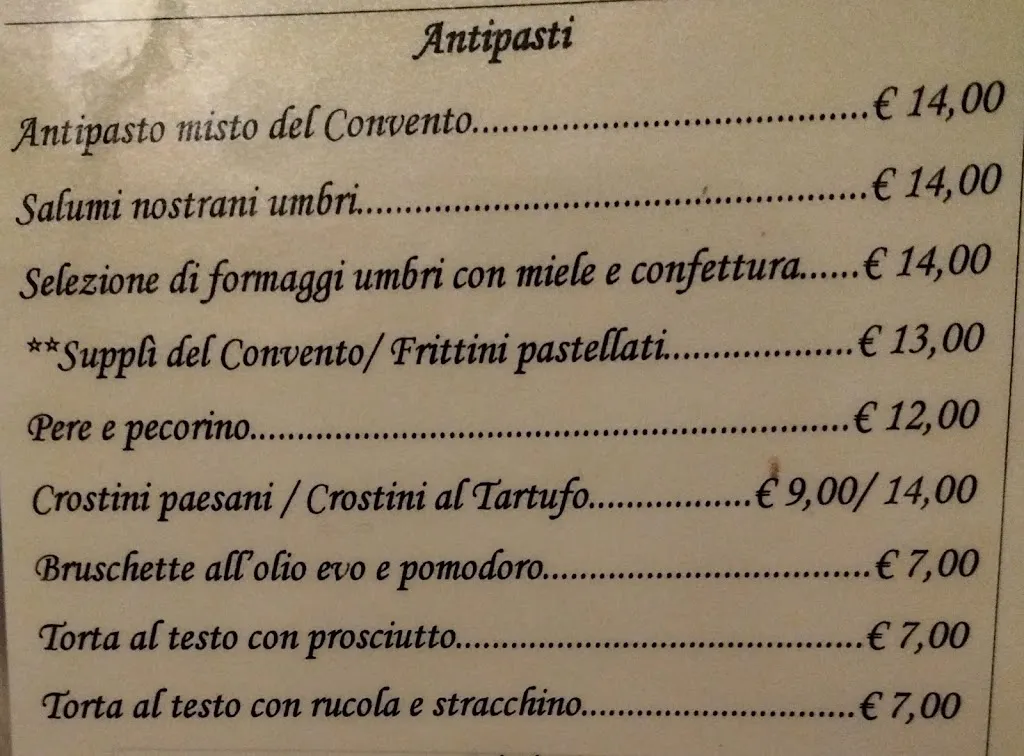 Antipasti
Antipasto misto del Convento........................................€ 14,00
Salumi nostrani umbri....................................................€ 14,00
Selezione di formaggi umbri con miele e confettura......€ 14,00
**Supplì del Convento/ Frittini pastellati...................€ 13,00
Pere e pecorino..............................................................€ 12,00
Crostini paesani / Crostini al Tartufo................€ 9,00/ 14,00
Bruschette all'olio evo e pomodoro.................................€ 7,00
Torta al testo con prosciutto.........................................€ 7,00
Torta al testo con rucola e stracchino...........................€ 7,00